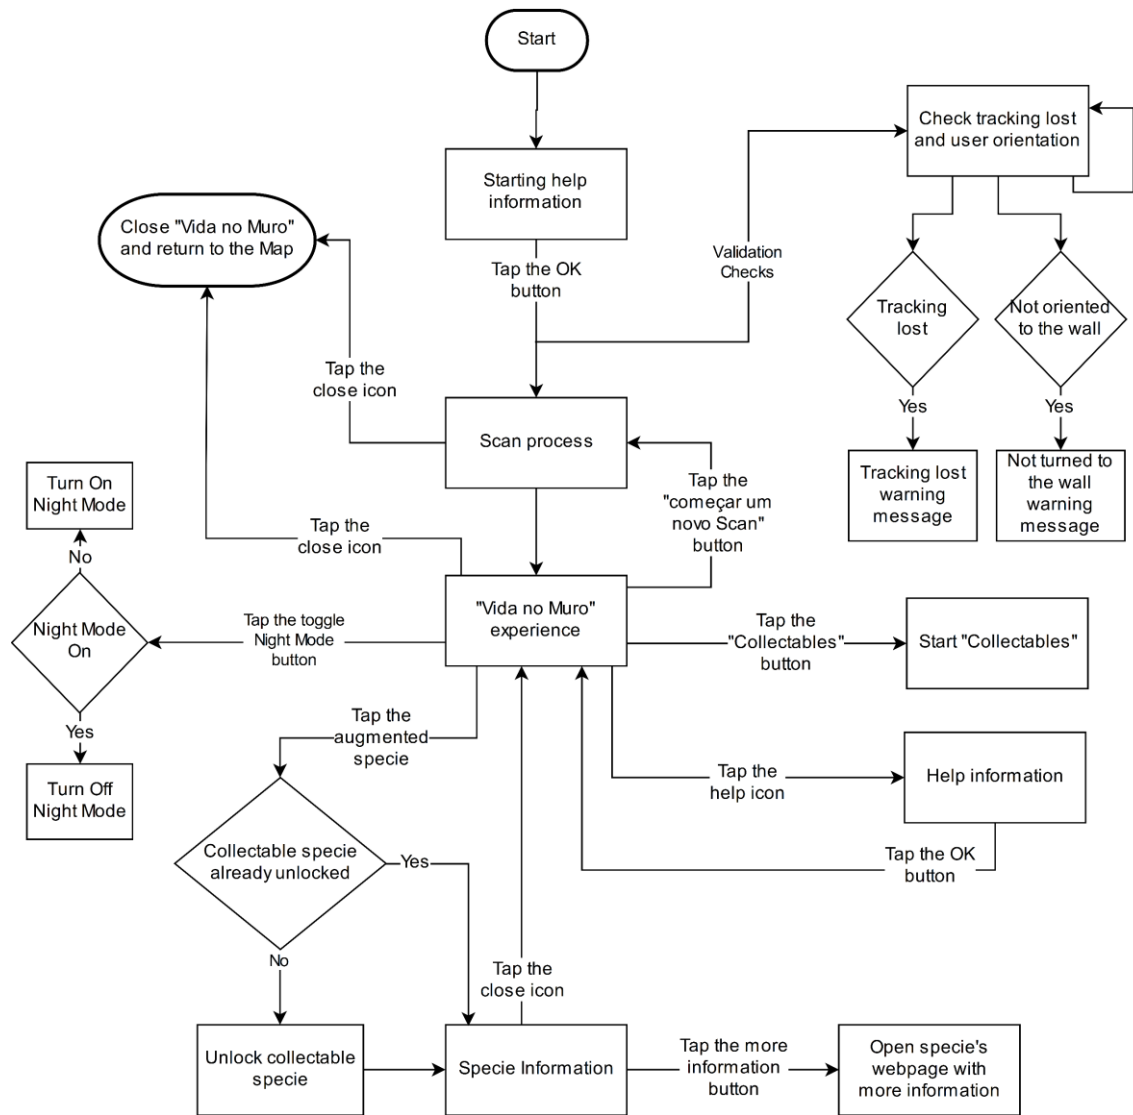 Start
Check tracking lost
and user orientation
Starting help
information
Close "Vida no Muro"
and return to the Map
Tap the OK
button
Validation
Checks
Tracking
lost
Not oriented
to the wall
Tap the
close icon
Yes
Yes
Scan process
Tracking lost
warning
message
Not turned to
the wall
warning
message
Turn On
Night Mode
Tap the
"começar um
novo Scan"
button
Tap the
close icon
No
"Vida no Muro"
experience
Night Mode
On
Tap the toggle
Night Mode
button
Tap the
"Collectables"
button
Start "Collectables"
Yes
Tap the
augmented
specie
Turn Off
Night Mode
Tap the
help icon
Help information
Collectable specie
already unlocked
Yes
Tap the OK
button
No
Tap the
close icon
Unlock collectable
specie
Specie Information
Tap the more
information
button
Open specie's
webpage with
more information